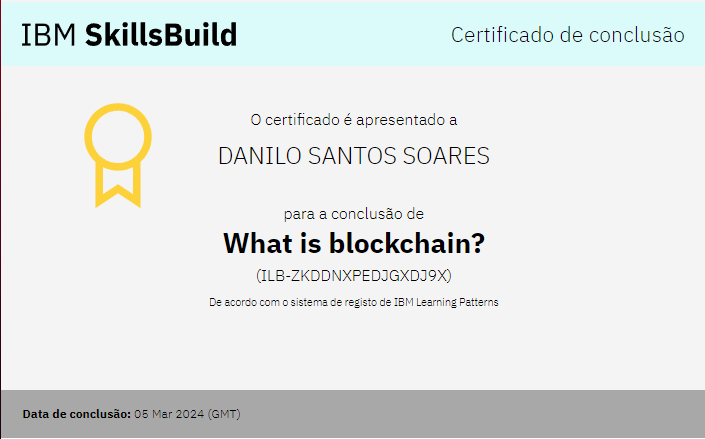 IBM SkillsBuild
Certificado de conclusão
O certificado é apresentado a
DANILO SANTOS SOARES
para a conclusão de
What is blockchain?
(ILB-ZKDDNXPEDJGXDJ9X)
De acordo com o sistema de registo de IBM Learning Patterns
Data de conclusão: 05 Mar 2024 (GMT)